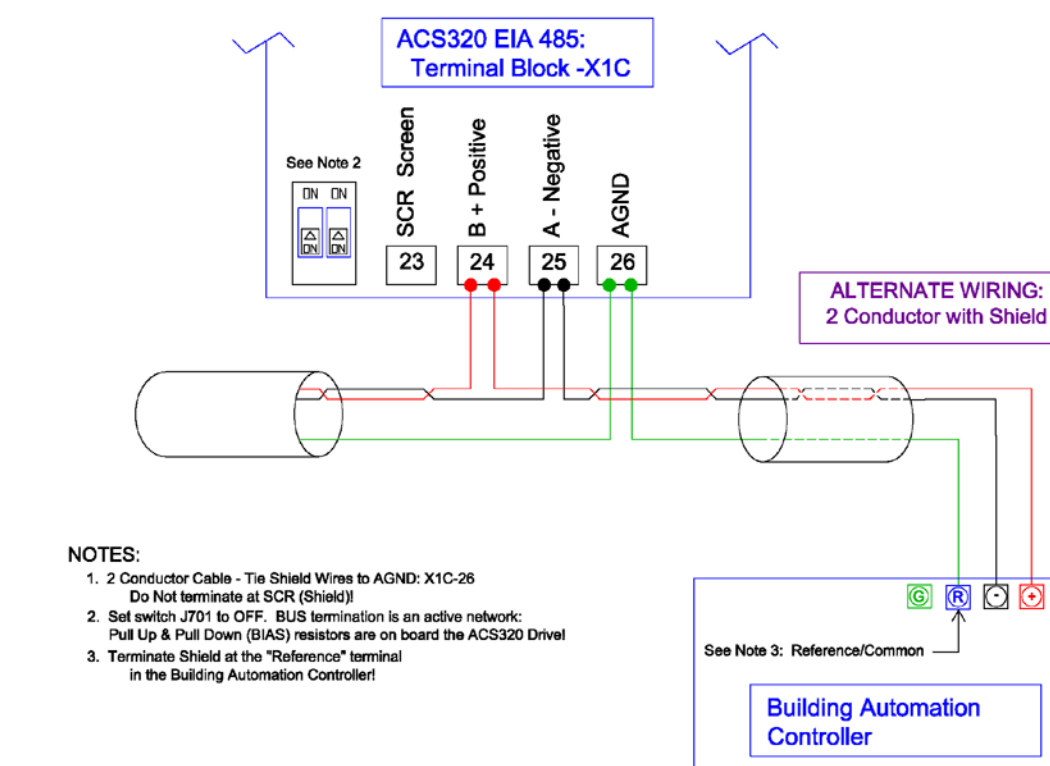 ACS320 EIA 485:
Terminal Block -X1C
See Note 2
ON ON
ON ON
SCR Screen
B + Positive
A - Negative
AGND
23
24
25
26
ALTERNATE WIRING:
2 Conductor with Shield
NOTES:
1. 2 Conductor Cable - Tie Shield Wires to AGND: X1C-26
Do Not terminate at SCR (Shield)!
2. Set switch J701 to OFF. BUS termination is an active network:
Pull Up & Pull Down (BIAS) resistors are on board the ACS320 Drive!
3. Terminate Shield at the "Reference" terminal
in the Building Automation Controller!
G R - +
See Note 3: Reference/Common
Building Automation
Controller